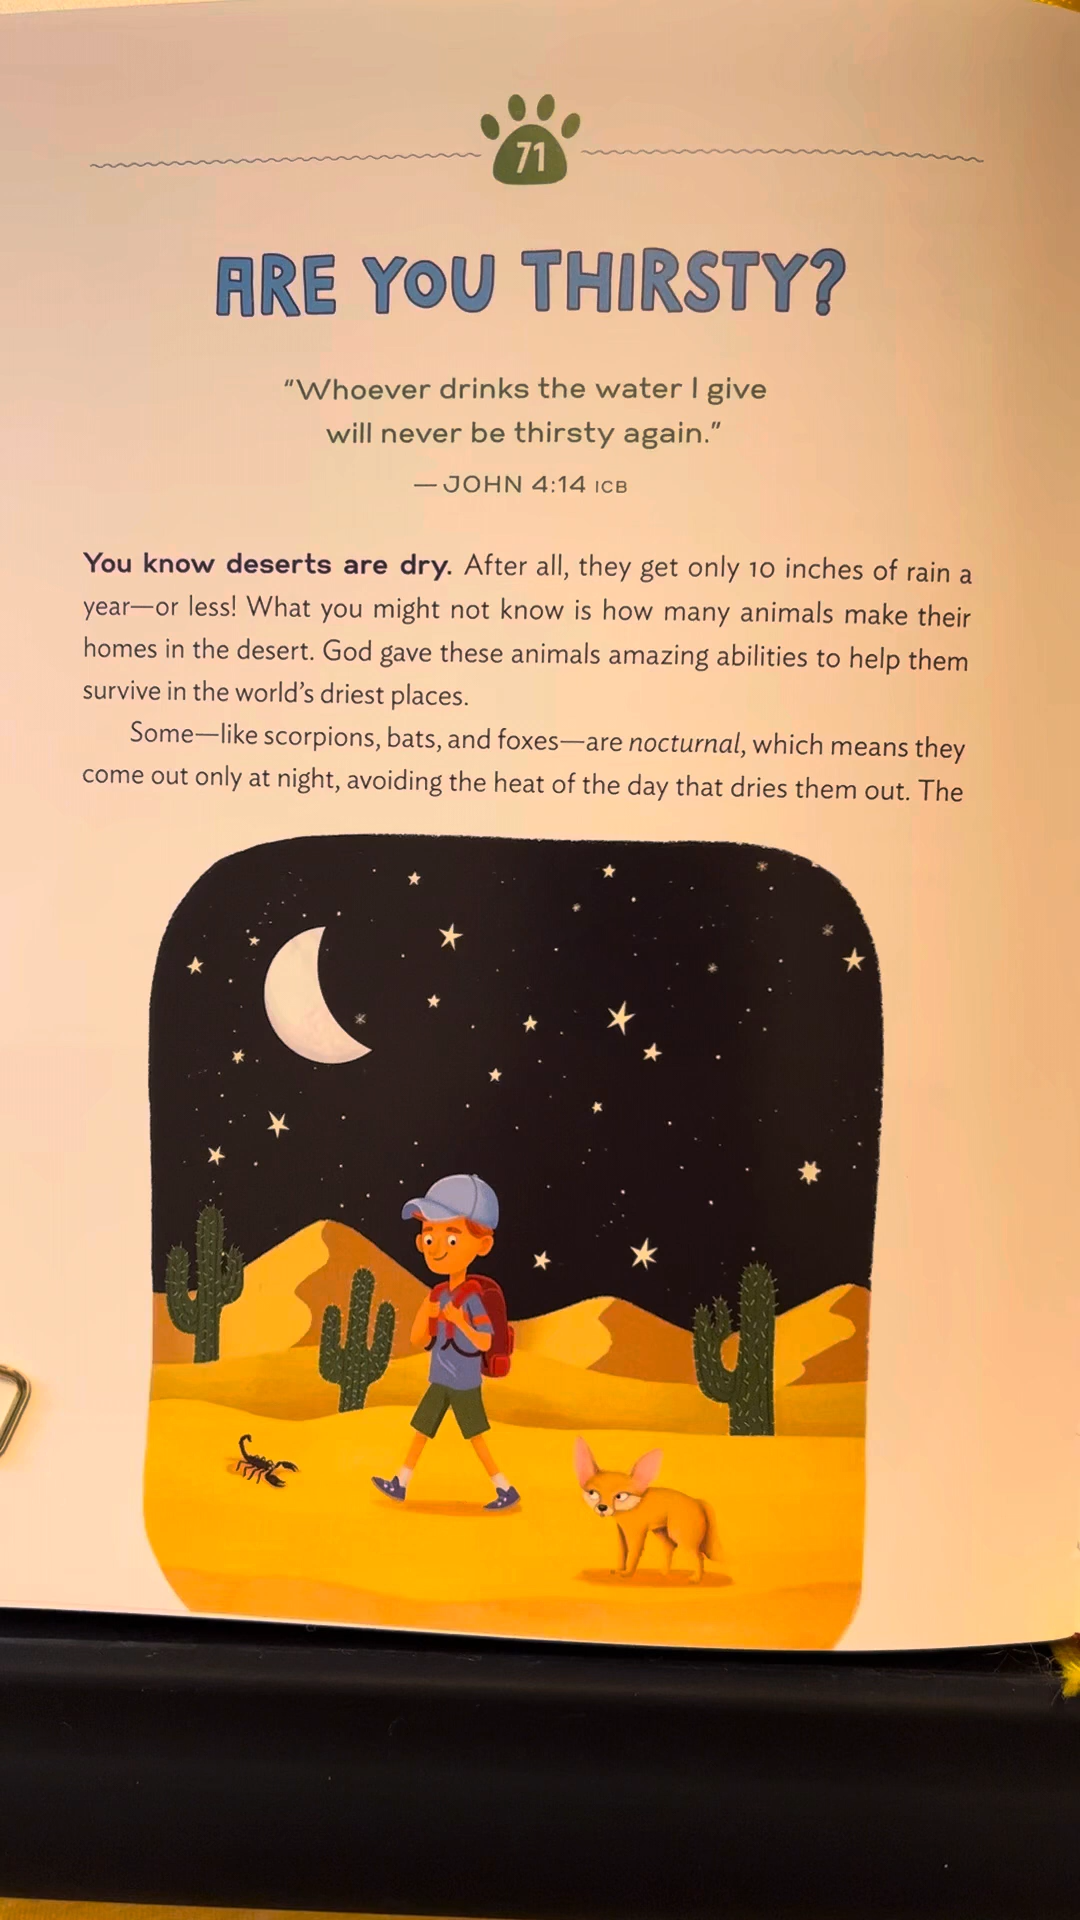 71
ARE YOU THIRSTY?
“Whoever drinks the water I give
will never be thirsty again.”
— JOHN 4:14 ICB
You know deserts are dry. After all, they get only 10 inches of rain a
year—or less! What you might not know is how many animals make their
homes in the desert. God gave these animals amazing abilities to help them
survive in the world’s driest places.
Some—like scorpions, bats, and foxes—are nocturnal, which means they
come out only at night, avoiding the heat of the day that dries them out. The